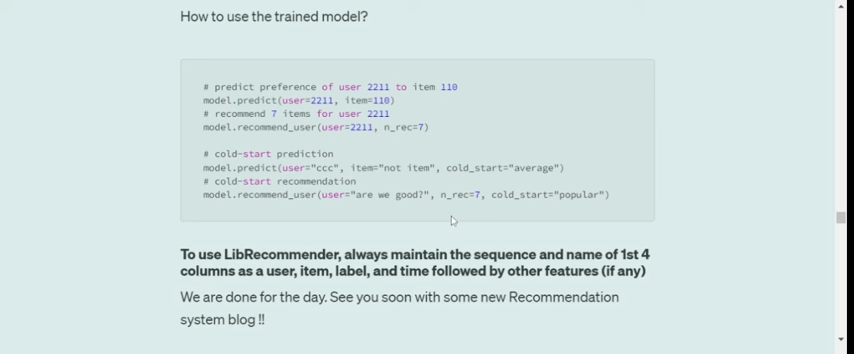 How to use the trained model?
# predict preference of user 2211 to item 110
model.predict(user=2211, item=110)
# recommend 7 items for user 2211
model.recommend_user(user=2211, n_rec=7)
# cold-start prediction
model.predict(user="ccc", item="not item", cold_start="average")
# cold-start recommendation
model.recommend_user(user="are we good?", n_rec=7, cold_start="popular")
To use LibRecommender, always maintain the sequence and name of 1st 4
columns as a user, item, label, and time followed by other features (if any)
We are done for the day. See you soon with some new Recommendation
system blog !!